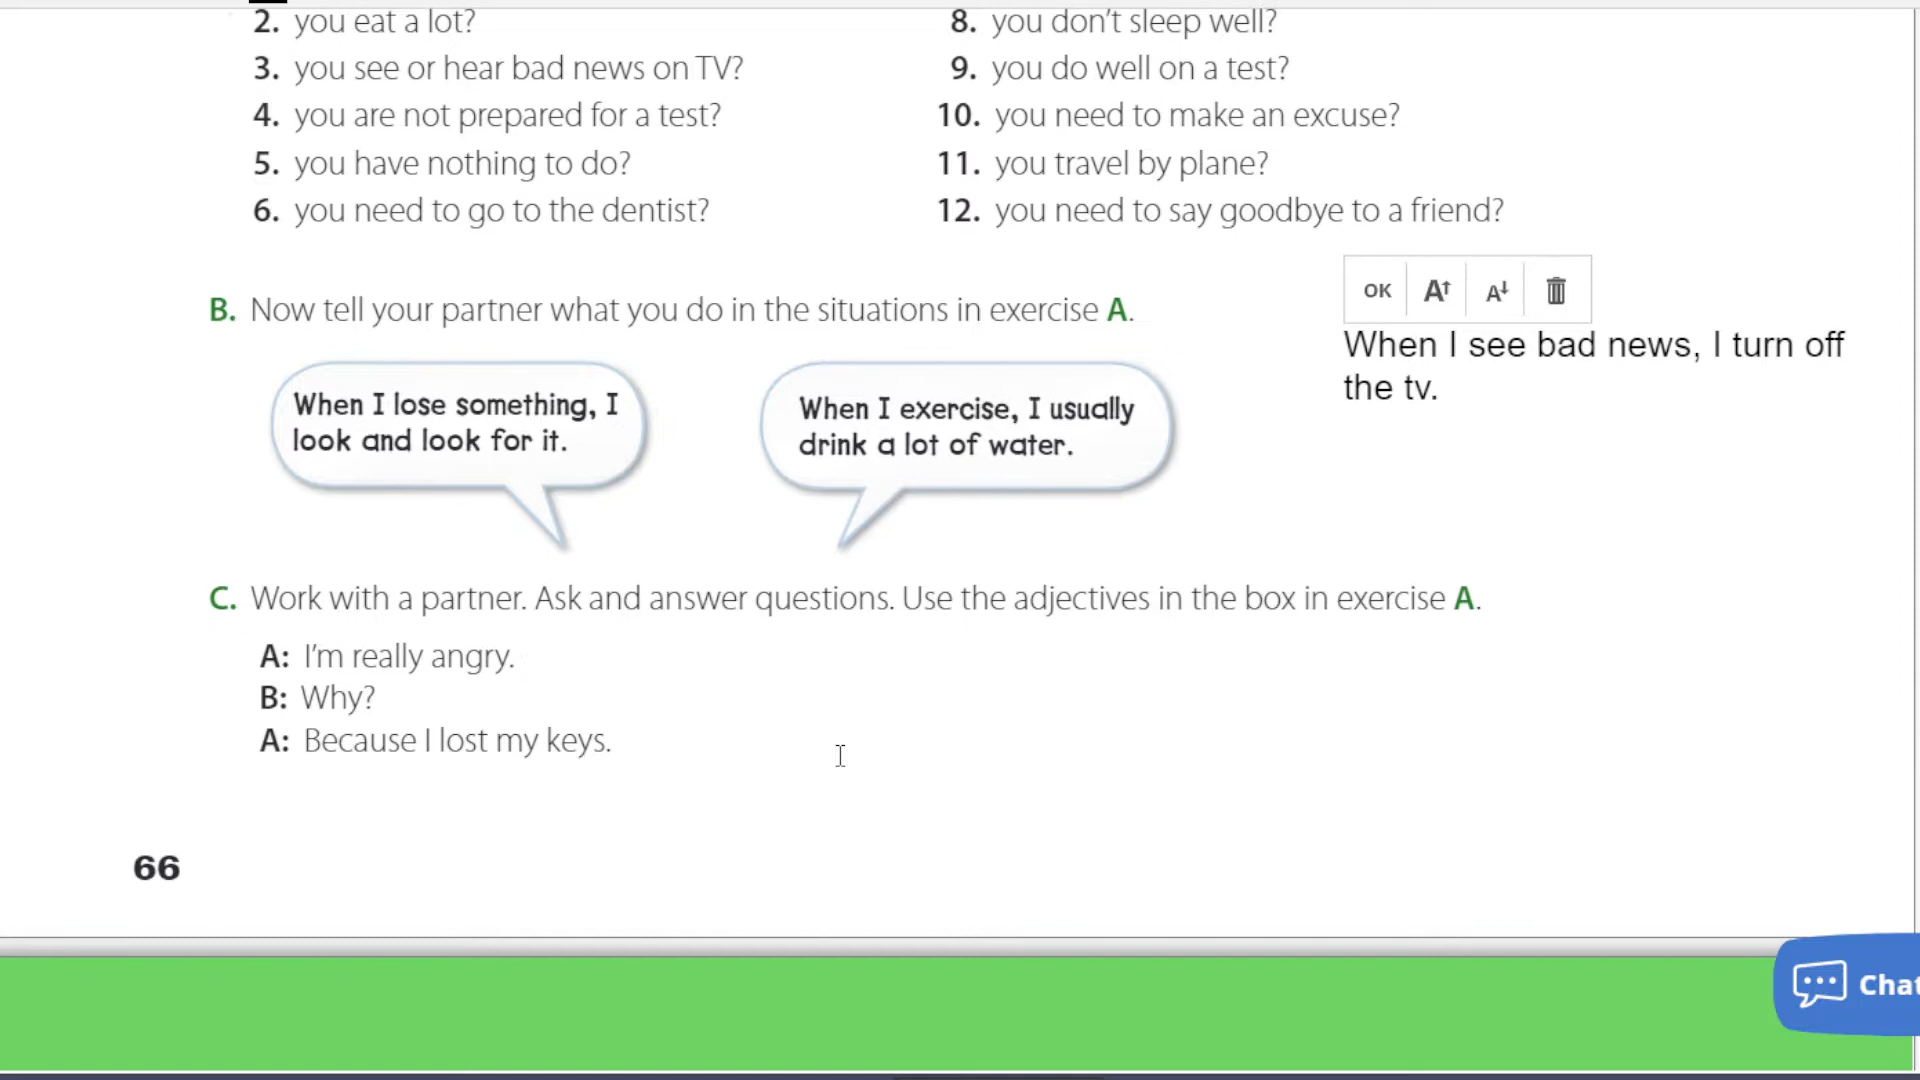 2. you eat a lot?
3. you see or hear bad news on TV?
4. you are not prepared for a test?
5. you have nothing to do?
6. you need to go to the dentist?
8. you don't sleep well?
9. you do well on a test?
10. you need to make an excuse?
11. you travel by plane?
12. you need to say goodbye to a friend?
OK A↑ A↓
When I see bad news, I turn off
the tv.
B. Now tell your partner what you do in the situations in exercise A.
When I lose something, I
look and look for it.
When I exercise, I usually
drink a lot of water.
C. Work with a partner. Ask and answer questions. Use the adjectives in the box in exercise A.
A: I'm really angry.
B: Why?
A: Because I lost my keys.
66
Chat